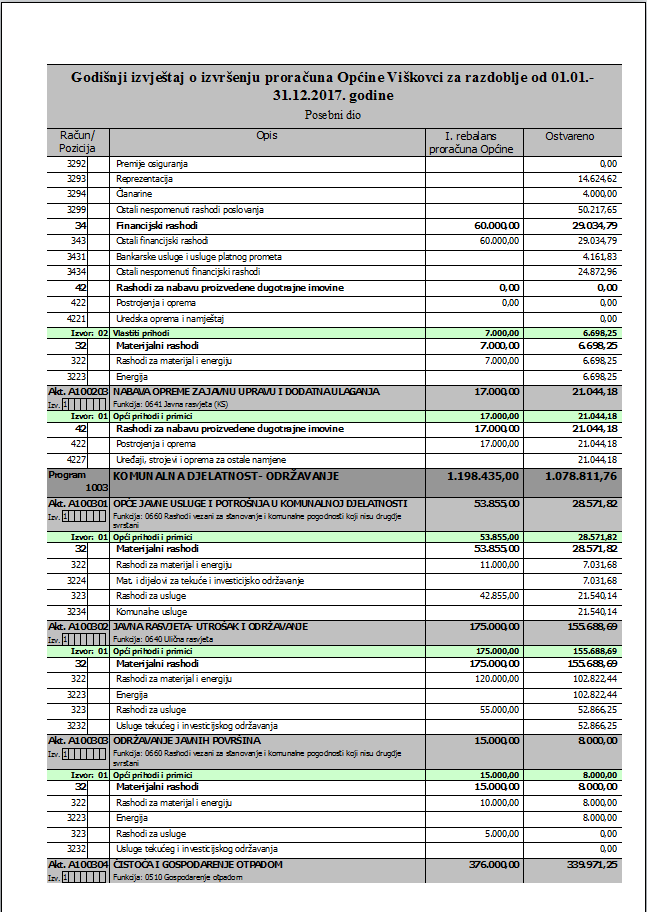 Godišnji izvještaj o izvršenju proračuna Općine Viškovci za razdoblje od 01.01.-
31.12.2017. godine
Posebni dio
Račun/ Opis I. rebalans Ostvareno
Pozicija proračuna Općine
3292 Premije osiguranja 0,00
3293 Reprezentacija 14.624,62
3294 Članarine 4.000,00
3299 Ostali nespomenuti rashodi poslovanja 50.217,65
34 Financijski rashodi 60.000,00 29.034,79
343 Ostali financijski rashodi 60.000,00 29.034,79
3431 Bankarske usluge i usluge platnog prometa 4.161,83
3434 Ostali nespomenuti financijski rashodi 24.872,96
42 Rashodi za nabavu proizvedene dugotrajne imovine 0,00 0,00
422 Postrojenja i oprema 0,00 0,00
4221 Uredska oprema i namještaj 0,00
Izvor: 02 Vlastiti prihodi 7.000,00 6.698,25
32 Materijalni rashodi 7.000,00 6.698,25
322 Rashodi za materijal i energiju 7.000,00 6.698,25
3223 Energija 6.698,25
Akt. A100203 NABAVA OPREME ZA JAVNU UPRAVU I DODATNA ULAGANJA 17.000,00 21.044,18
Izv. 1 Funkcija: 0641 Javna rasvjeta (KS)
Izvor: 01 Opći prihodi i primici 17.000,00 21.044,18
42 Rashodi za nabavu proizvedene dugotrajne imovine 17.000,00 21.044,18
422 Postrojenja i oprema 17.000,00 21.044,18
4227 Uređaji, strojevi i oprema za ostale namjene 21.044,18
Program KOMUNALNA DJELATNOST- ODRŽAVANJE 1.198.435,00 1.078.811,76
1003
Akt. A100301 OPĆE JAVNE USLUGE I POTROŠNJA U KOMUNALNOJ DJELATNOSTI 53.855,00 28.571,82
Izv. 1 Funkcija: 0660 Rashodi vezani za stanovanje i komunalne pogodnosti koji nisu drugdje
svrstani
Izvor: 01 Opći prihodi i primici 53.855,00 28.571,82
32 Materijalni rashodi 53.855,00 28.571,82
322 Rashodi za materijal i energiju 11.000,00 7.031,68
3224 Mat. i dijelovi za tekuće i investicijsko održavanje 7.031,68
323 Rashodi za usluge 42.855,00 21.540,14
3234 Komunalne usluge 21.540,14
Akt. A100302 JAVNA RASVJETA- UTROŠAK I ODRŽAVANJE 175.000,00 155.688,69
Izv. 1 Funkcija: 0640 Ulična rasvjeta
Izvor: 01 Opći prihodi i primici 175.000,00 155.688,69
32 Materijalni rashodi 175.000,00 155.688,69
322 Rashodi za materijal i energiju 120.000,00 102.822,44
3223 Energija 102.822,44
323 Rashodi za usluge 55.000,00 52.866,25
3232 Usluge tekućeg i investicijskog održavanja 52.866,25
Akt. A100303 ODRŽAVANJE JAVNIH POVRŠINA 15.000,00 8.000,00
Izv. 1 Funkcija: 0660 Rashodi vezani za stanovanje i komunalne pogodnosti koji nisu drugdje
svrstani
Izvor: 01 Opći prihodi i primici 15.000,00 8.000,00
32 Materijalni rashodi 15.000,00 8.000,00
322 Rashodi za materijal i energiju 10.000,00 8.000,00
3223 Energija 8.000,00
323 Rashodi za usluge 5.000,00 0,00
3232 Usluge tekućeg i investicijskog održavanja 0,00
Akt. A100304 ČISTOĆA I GOSPODARENJE OTPADOM 376.000,00 339.971,25
Izv. 1 Funkcija: 0510 Gospodarenje otpadom